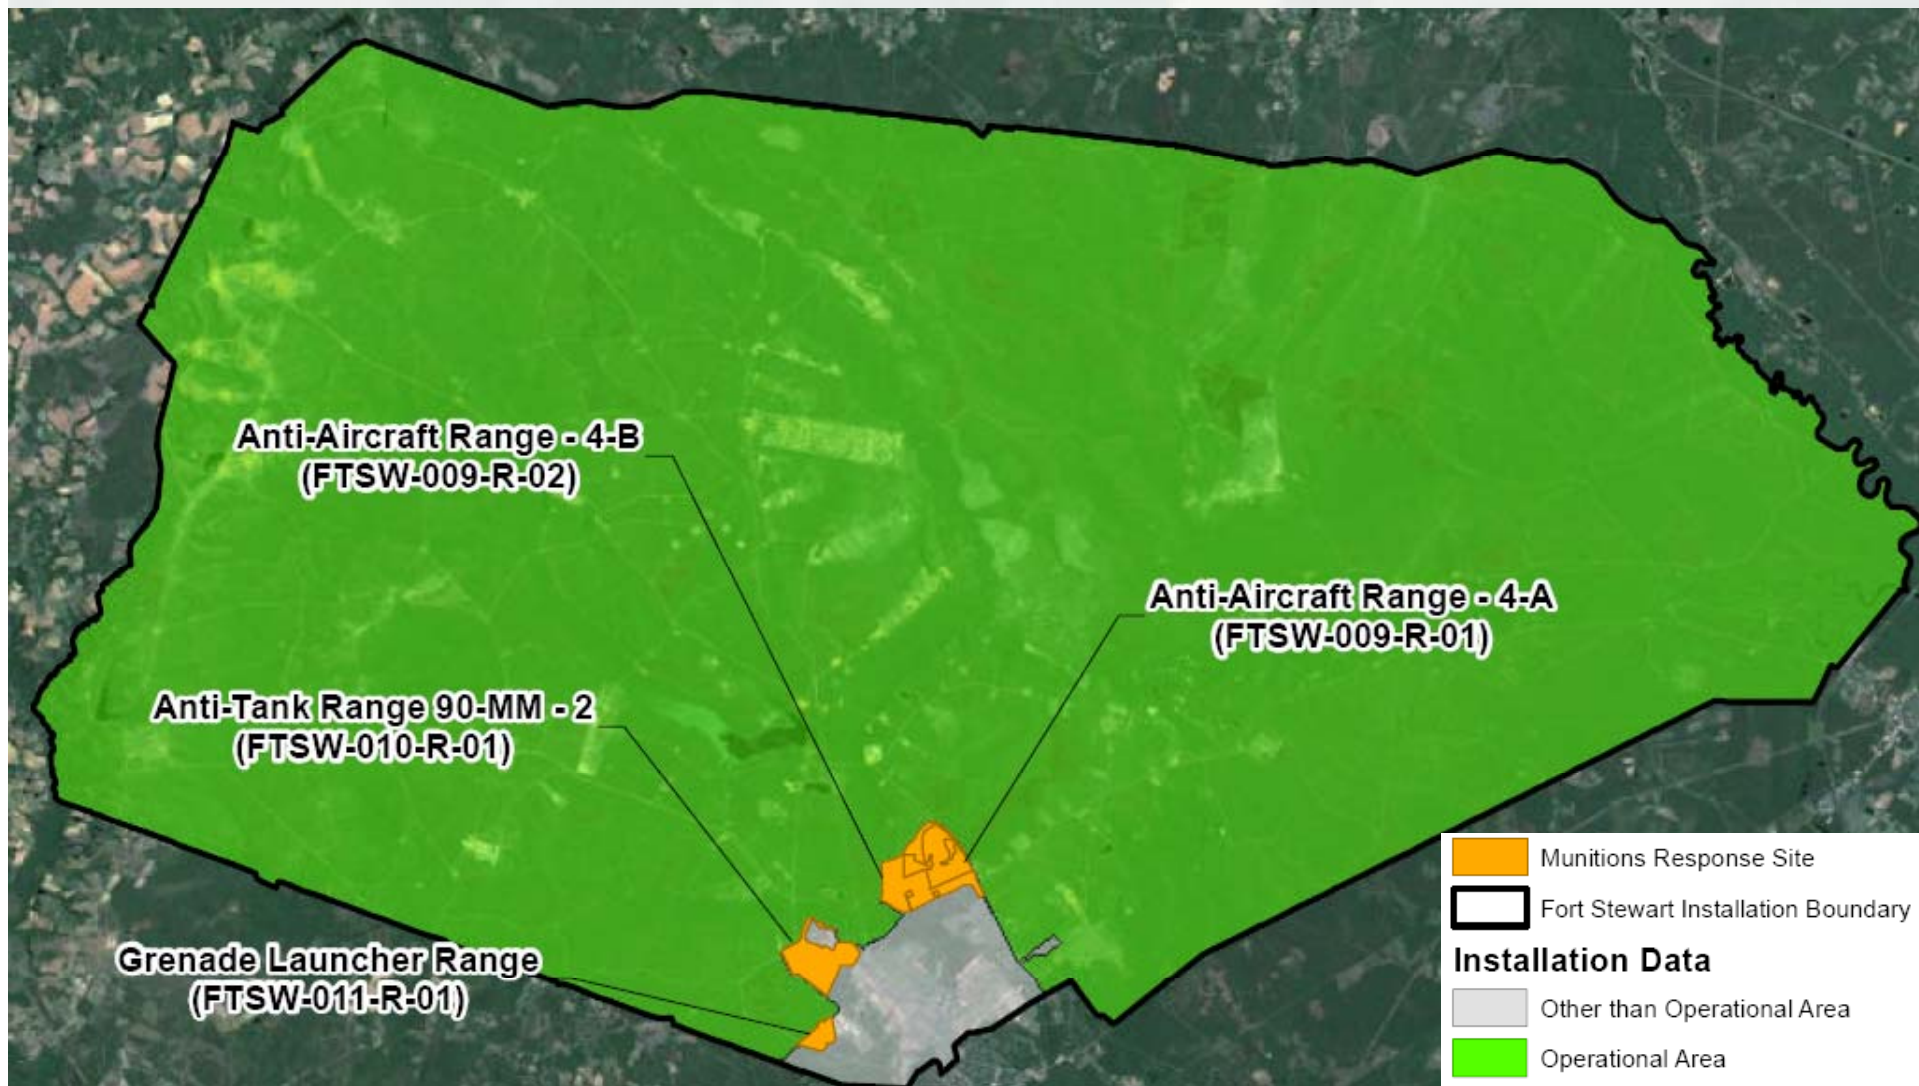 Anti-Aircraft Range - 4-B
(FTSW-009-R-02)
Anti-Aircraft Range - 4-A
(FTSW-009-R-01)
Anti-Tank Range 90-MM - 2
(FTSW-010-R-01)
Grenade Launcher Range
(FTSW-011-R-01)
Munitions Response Site
Fort Stewart Installation Boundary
Installation Data
Other than Operational Area
Operational Area